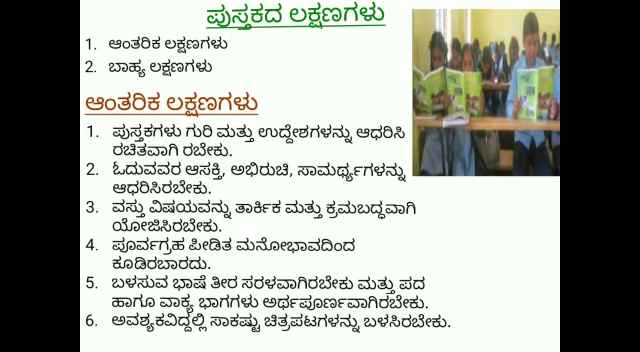 ಪುಸ್ತಕದ ಲಕ್ಷಣಗಳು
1. ಆಂತರಿಕ ಲಕ್ಷಣಗಳು
2. ಬಾಹ್ಯ ಲಕ್ಷಣಗಳು
ಆಂತರಿಕ ಲಕ್ಷಣಗಳು
1. ಪುಸ್ತಕಗಳು ಗುರಿ ಮತ್ತು ಉದ್ದೇಶಗಳನ್ನು ಆಧರಿಸಿ
ರಚಿತವಾಗಿ ರಬೇಕು.
2. ಓದುವವರ ಆಸಕ್ತಿ, ಅಭಿರುಚಿ, ಸಾಮರ್ಥ್ಯಗಳನ್ನು
ಆಧರಿಸಿರಬೇಕು.
3. ವಸ್ತು ವಿಷಯವನ್ನು ತಾರ್ಕಿಕ ಮತ್ತು ಕ್ರಮಬದ್ಧವಾಗಿ
ಯೋಜಿಸಿರಬೇಕು.
4. ಪೂರ್ವಗ್ರಹ ಪೀಡಿತ ಮನೋಭಾವದಿಂದ
ಕೂಡಿರಬಾರದು.
5. ಬಳಸುವ ಭಾಷೆ ತೀರ ಸರಳವಾಗಿರಬೇಕು ಮತ್ತು ಪದ
ಹಾಗೂ ವಾಕ್ಯ ಭಾಗಗಳು ಅರ್ಥಪೂರ್ಣವಾಗಿರಬೇಕು.
6. ಅವಶ್ಯಕವಿದ್ದಲ್ಲಿ ಸಾಕಷ್ಟು ಚಿತ್ರಪಟಗಳನ್ನು ಬಳಸಿರಬೇಕು.